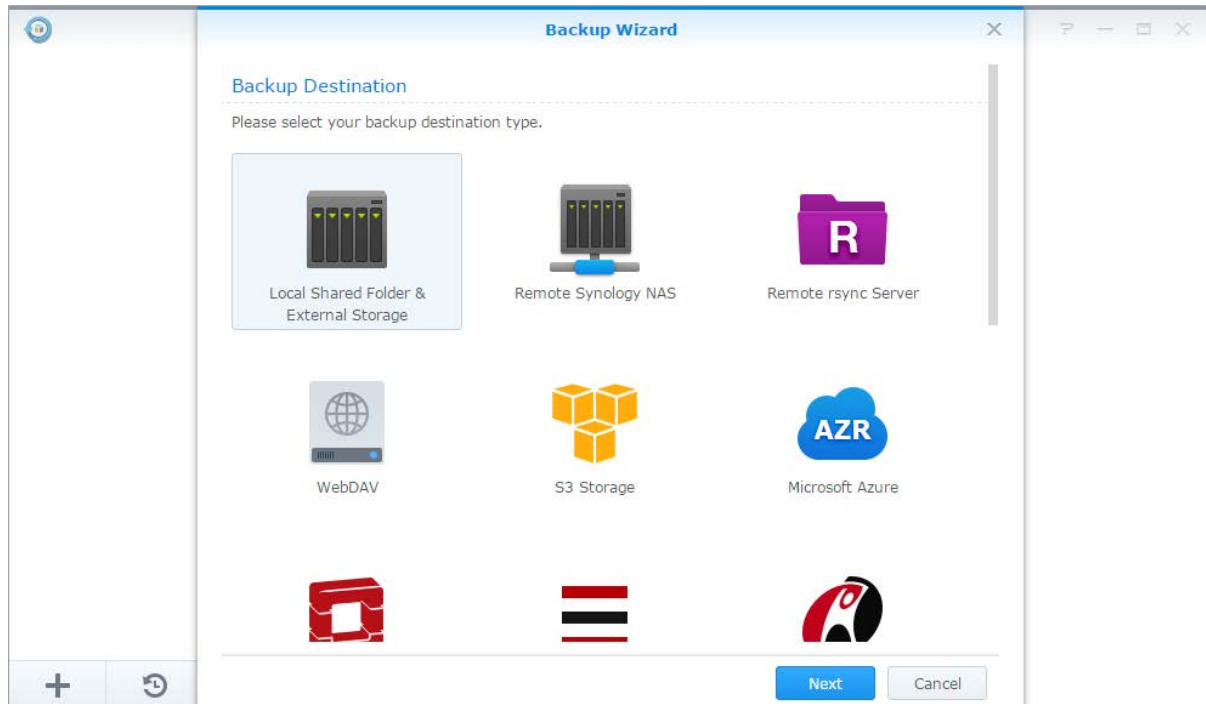 Backup Wizard
Backup Destination
Please select your backup destination type.
Local Shared Folder &
External Storage
Remote Synology NAS
R
Remote rsync Server
WebDAV
S3 Storage
AZR
Microsoft Azure
Next
Cancel